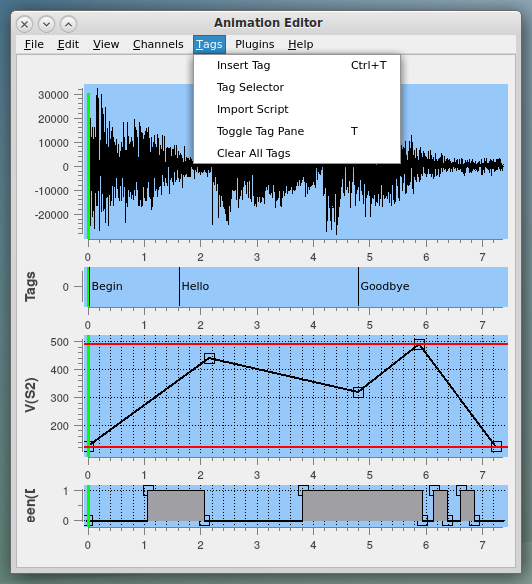 Animation Editor
File Edit View Channels Tags Plugins Help
Insert Tag Ctrl+T
Tag Selector
Import Script
Toggle Tag Pane T
Clear All Tags
30000
20000
10000
0
-10000
-20000
0 1 2 3 4 5 6 7
Tags
0
Begin Hello Goodbye
0 1 2 3 4 5 6 7
V(S2)
500
400
300
200
0 1 2 3 4 5 6 7
een(
1
0
0 1 2 3 4 5 6 7